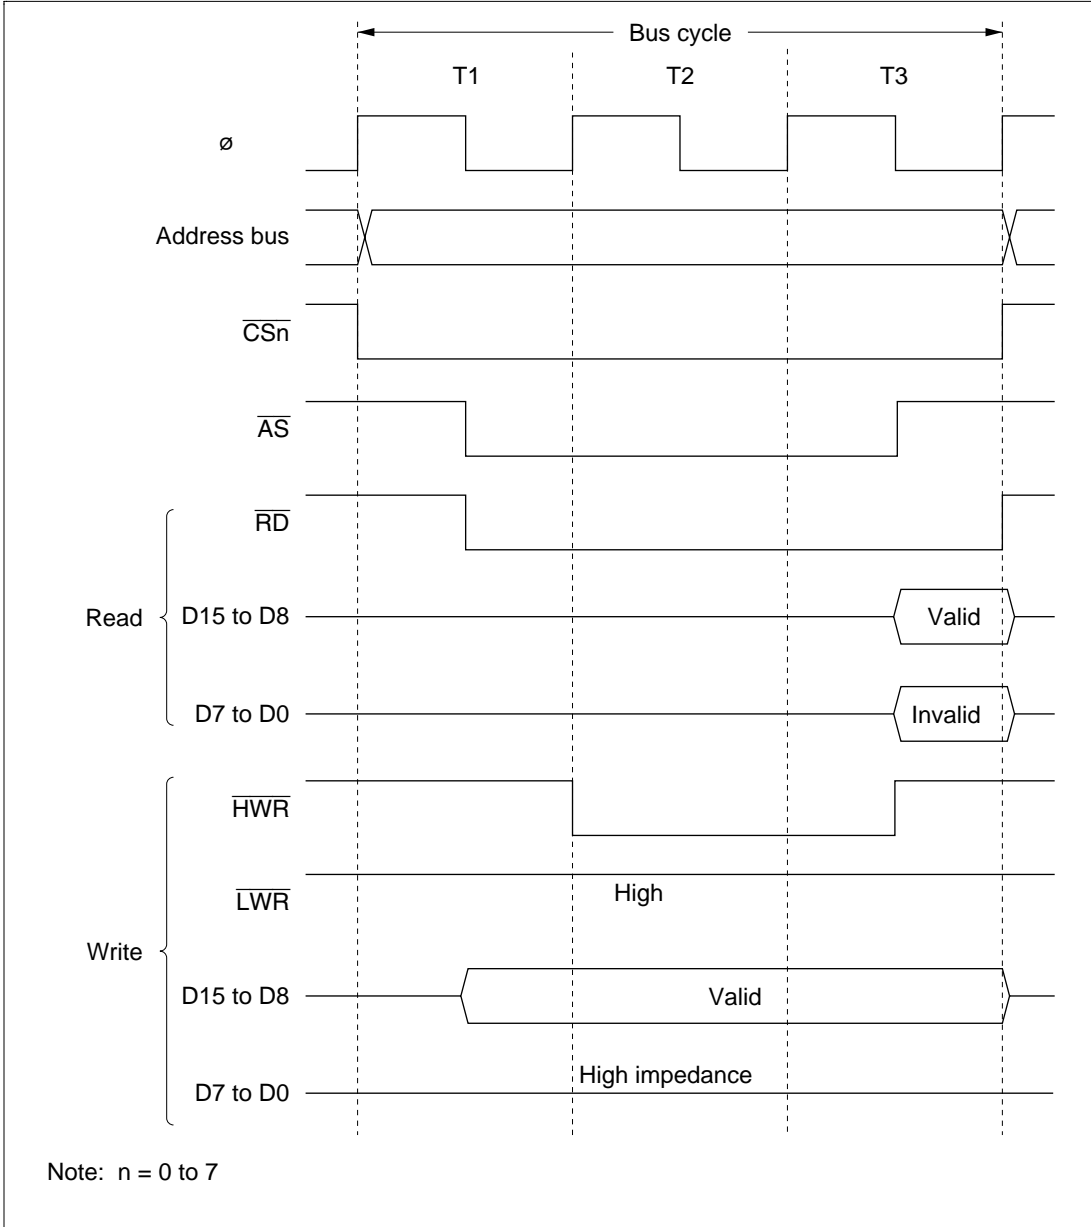 Bus cycle
T1 T2 T3
ø
Address bus
CSn
AS
RD
Read
D15 to D8 Valid
D7 to D0 Invalid
HWR
LWR High
Write
D15 to D8 Valid
D7 to D0 High impedance
Note: n = 0 to 7